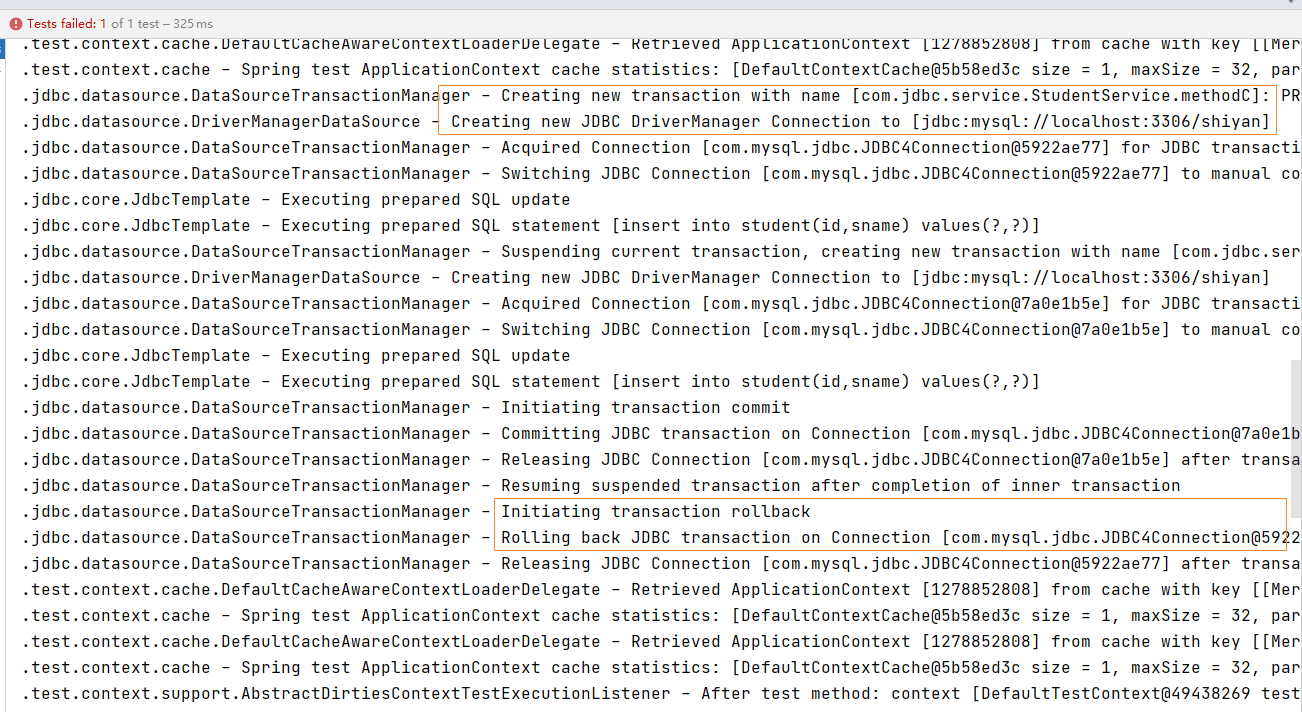 Tests failed: 1 of 1 test – 325 ms
.test.context.cache.DefaultCacheAwareContextLoaderDelegate - Retrieved ApplicationContext [1278852808] from cache with key [[Mer
.test.context.cache - Spring test ApplicationContext cache statistics: [DefaultContextCache@5b58ed3c size = 1, maxSize = 32, par
.jdbc.datasource.DataSourceTransactionManager - Creating new transaction with name [com.jdbc.service.StudentService.methodC]: PR
.jdbc.datasource.DriverManagerDataSource - Creating new JDBC DriverManager Connection to [jdbc:mysql://localhost:3306/shiyan]
.jdbc.datasource.DataSourceTransactionManager - Acquired Connection [com.mysql.jdbc.JDBC4Connection@5922ae77] for JDBC transacti
.jdbc.datasource.DataSourceTransactionManager - Switching JDBC Connection [com.mysql.jdbc.JDBC4Connection@5922ae77] to manual co
.jdbc.core.JdbcTemplate - Executing prepared SQL update
.jdbc.core.JdbcTemplate - Executing prepared SQL statement [insert into student(id,sname) values(?,?)]
.jdbc.datasource.DataSourceTransactionManager - Suspending current transaction, creating new transaction with name [com.jdbc.ser
.jdbc.datasource.DriverManagerDataSource - Creating new JDBC DriverManager Connection to [jdbc:mysql://localhost:3306/shiyan]
.jdbc.datasource.DataSourceTransactionManager - Acquired Connection [com.mysql.jdbc.JDBC4Connection@7a0e1b5e] for JDBC transacti
.jdbc.datasource.DataSourceTransactionManager - Switching JDBC Connection [com.mysql.jdbc.JDBC4Connection@7a0e1b5e] to manual co
.jdbc.core.JdbcTemplate - Executing prepared SQL update
.jdbc.core.JdbcTemplate - Executing prepared SQL statement [insert into student(id,sname) values(?,?)]
.jdbc.datasource.DataSourceTransactionManager - Initiating transaction commit
.jdbc.datasource.DataSourceTransactionManager - Committing JDBC transaction on Connection [com.mysql.jdbc.JDBC4Connection@7a0e1b
.jdbc.datasource.DataSourceTransactionManager - Releasing JDBC Connection [com.mysql.jdbc.JDBC4Connection@7a0e1b5e] after transa
.jdbc.datasource.DataSourceTransactionManager - Resuming suspended transaction after completion of inner transaction
.jdbc.datasource.DataSourceTransactionManager - Initiating transaction rollback
.jdbc.datasource.DataSourceTransactionManager - Rolling back JDBC transaction on Connection [com.mysql.jdbc.JDBC4Connection@5922
.jdbc.datasource.DataSourceTransactionManager - Releasing JDBC Connection [com.mysql.jdbc.JDBC4Connection@5922ae77] after transa
.test.context.cache.DefaultCacheAwareContextLoaderDelegate - Retrieved ApplicationContext [1278852808] from cache with key [[Mer
.test.context.cache - Spring test ApplicationContext cache statistics: [DefaultContextCache@5b58ed3c size = 1, maxSize = 32, par
.test.context.cache.DefaultCacheAwareContextLoaderDelegate - Retrieved ApplicationContext [1278852808] from cache with key [[Mer
.test.context.cache - Spring test ApplicationContext cache statistics: [DefaultContextCache@5b58ed3c size = 1, maxSize = 32, par
.test.context.support.AbstractDirtiesContextTestExecutionListener - After test method: context [DefaultTestContext@49438269 test